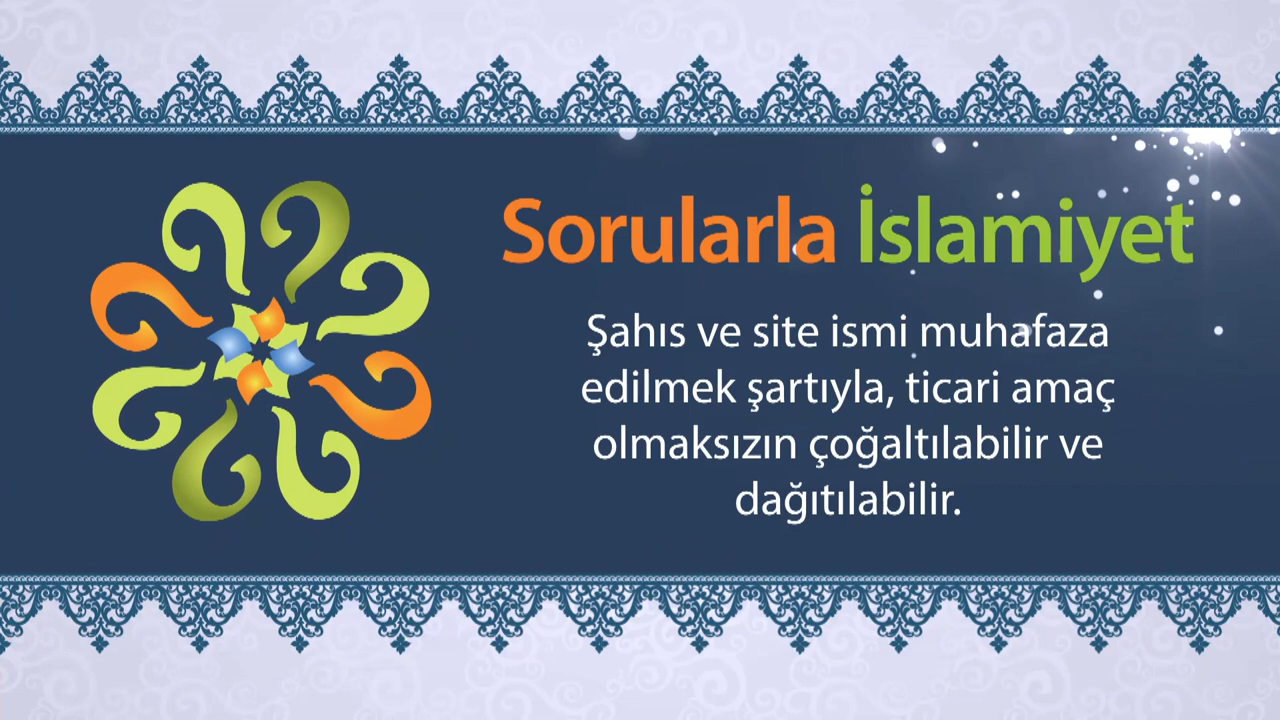 Sorularla İslamiyet
Şahıs ve site ismi muhafaza
edilmek şartıyla, ticari amaç
olmaksızın çoğaltılabilir ve
dağıtılabilir.